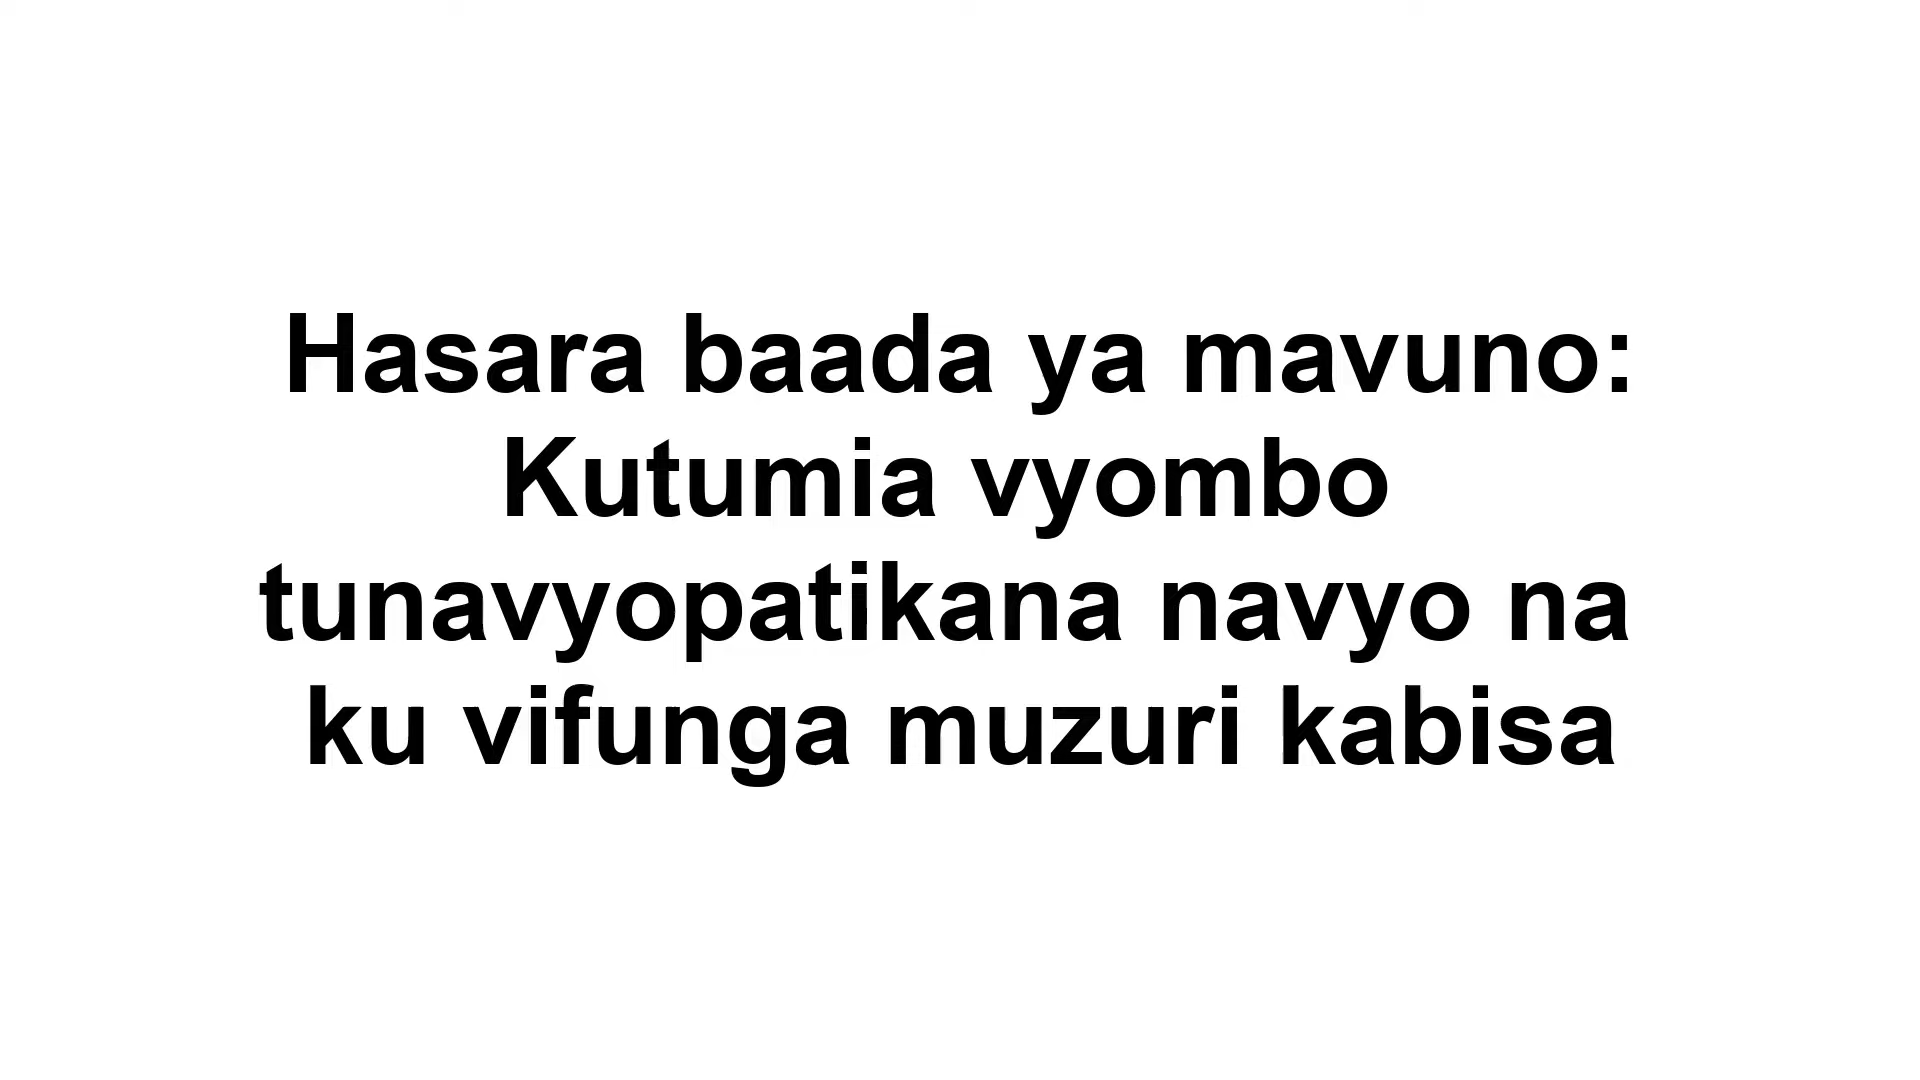 Hasara baada ya mavuno:
Kutumia vyombo
tunavyopatikana navyo na
ku vifunga muzuri kabisa